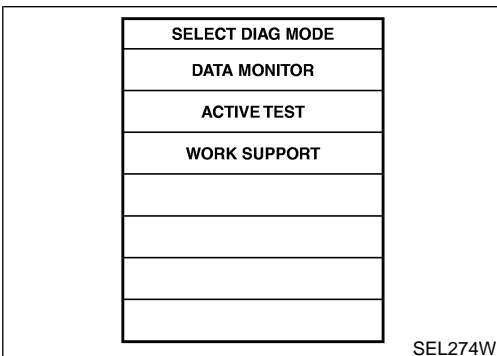 SELECT DIAG MODE
DATA MONITOR
ACTIVE TEST
WORK SUPPORT
SEL274W